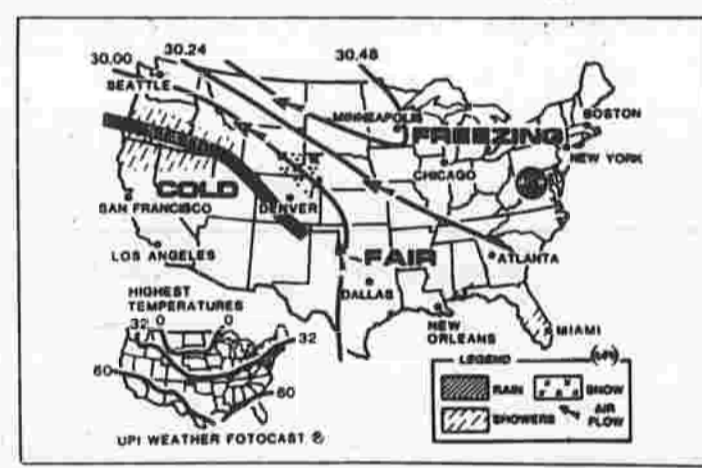 30.00
30.24
30.48
SEATTLE
MINNEAPOLIS
BOSTON
FREEZING
NEW YORK
CHICAGO
COLD
SAN FRANCISCO
DENVER
LOS ANGELES
FAIR
ATLANTA
DALLAS
HIGHEST
TEMPERATURES
NEW
ORLEANS
MIAMI
32
0
0
32
60
60
LEGEND
(UPI)
RAIN
SNOW
SHOWERS
AIR
FLOW
UPI WEATHER FOTOCAST ®